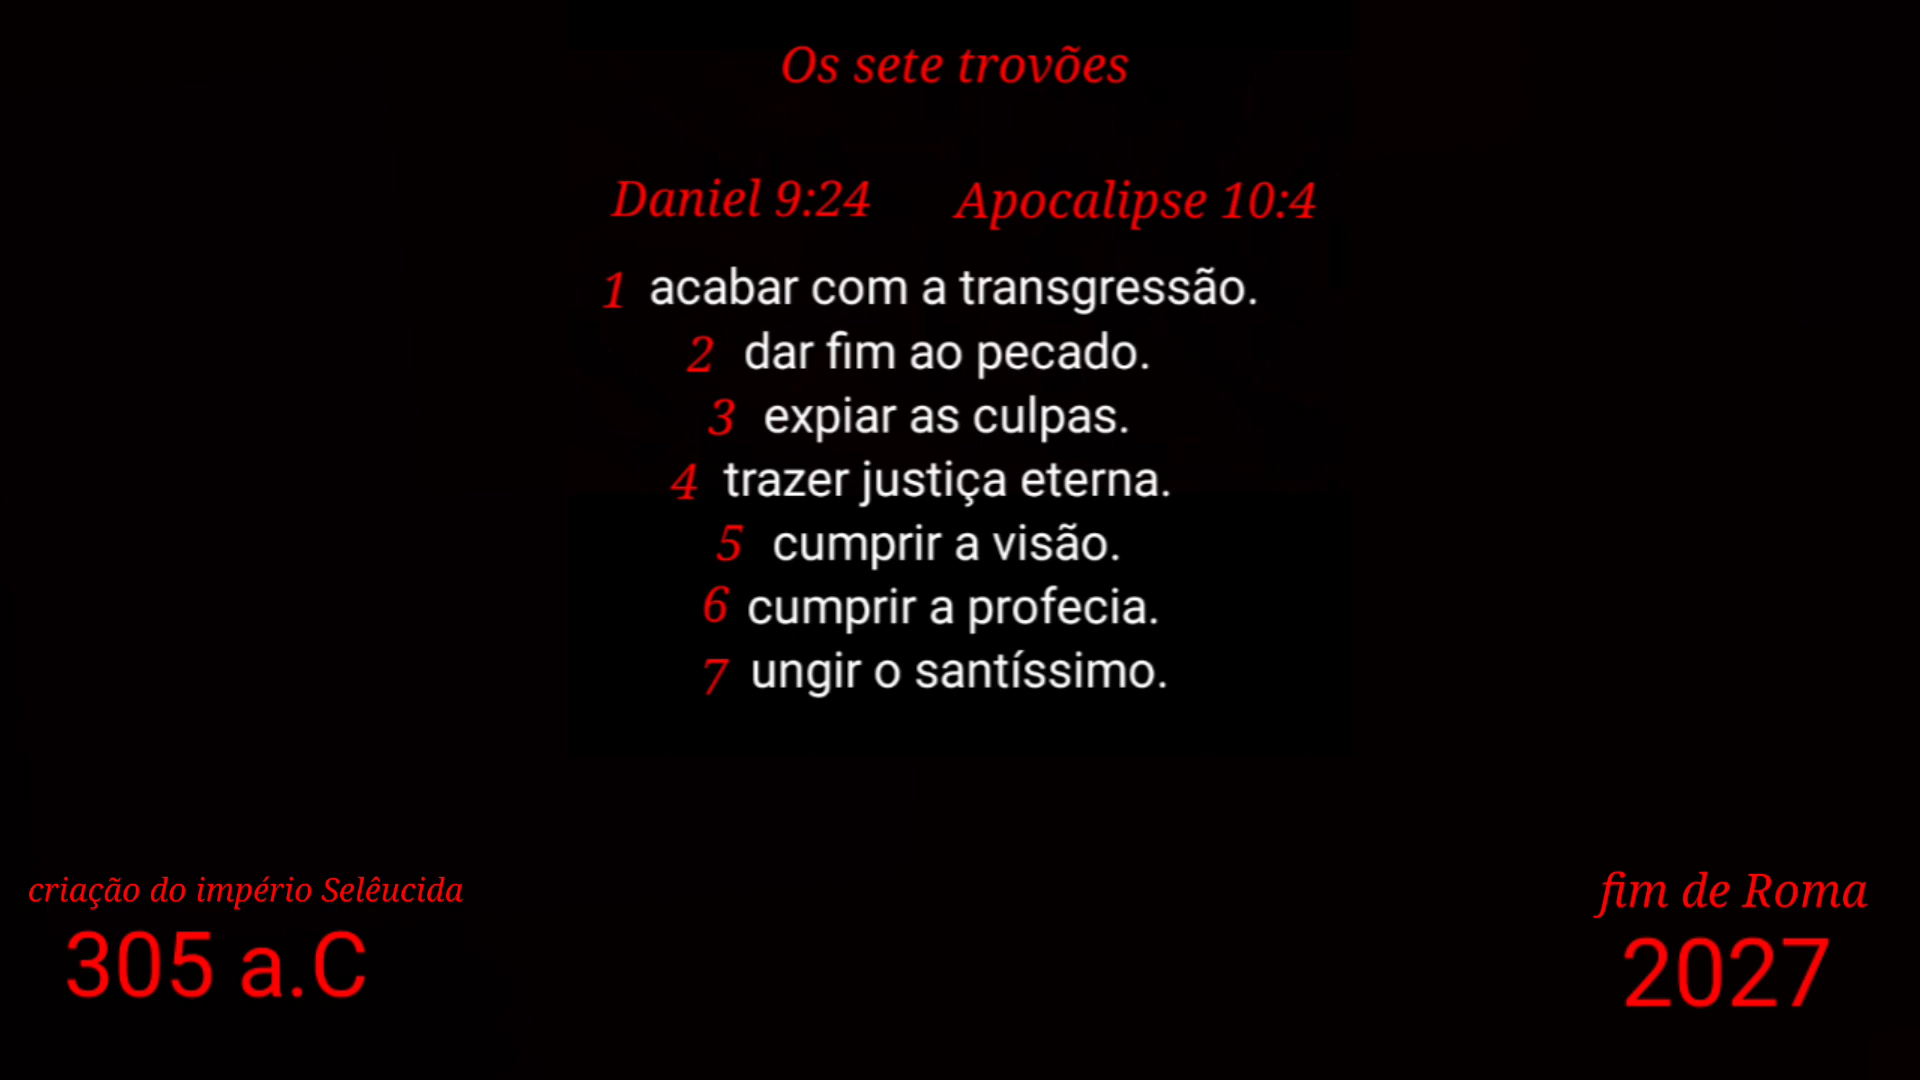 Os sete trovões
Daniel 9:24 Apocalipse 10:4
1 acabar com a transgressão.
2 dar fim ao pecado.
3 expiar as culpas.
4 trazer justiça eterna.
5 cumprir a visão.
6 cumprir a profecia.
7 ungir o santíssimo.
criação do império Selêucida
305 a.C
fim de Roma
2027